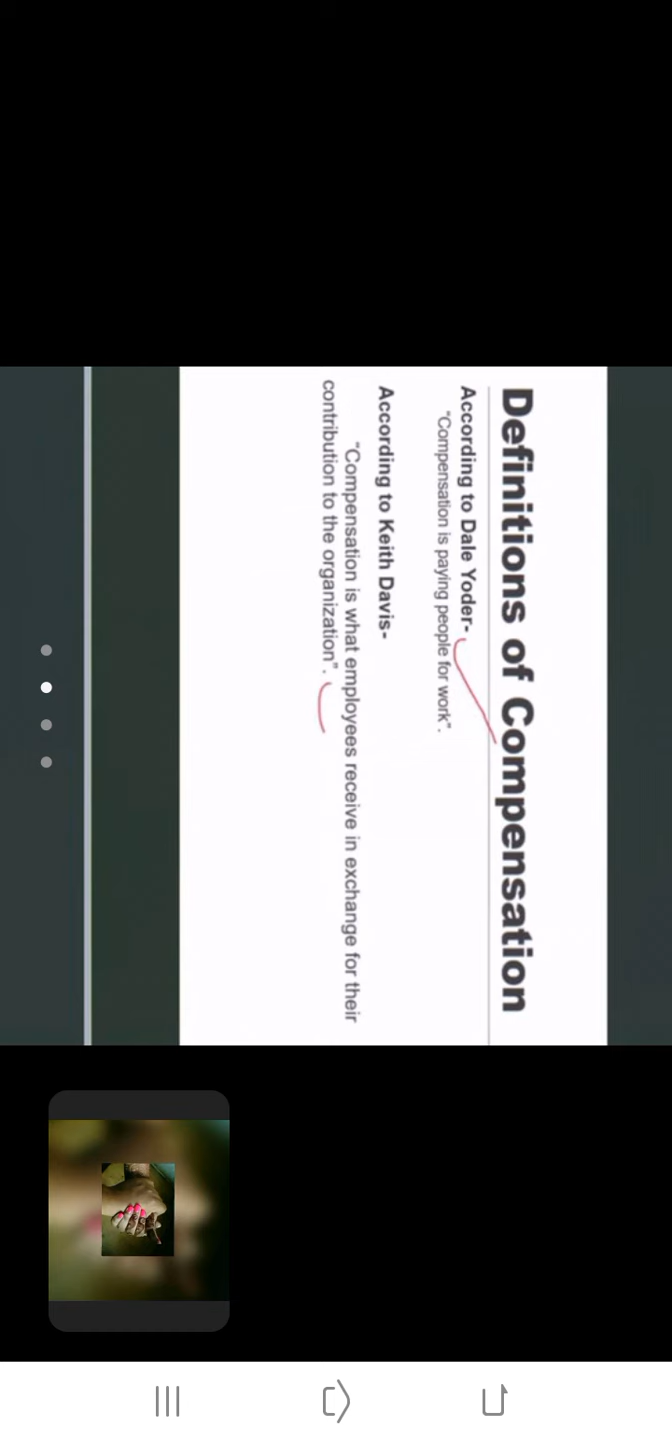 Definitions of Compensation
According to Dale Yoder-
"Compensation is paying people for work".
According to Keith Davis-
"Compensation is what employees receive in exchange for their
contribution to the organization".